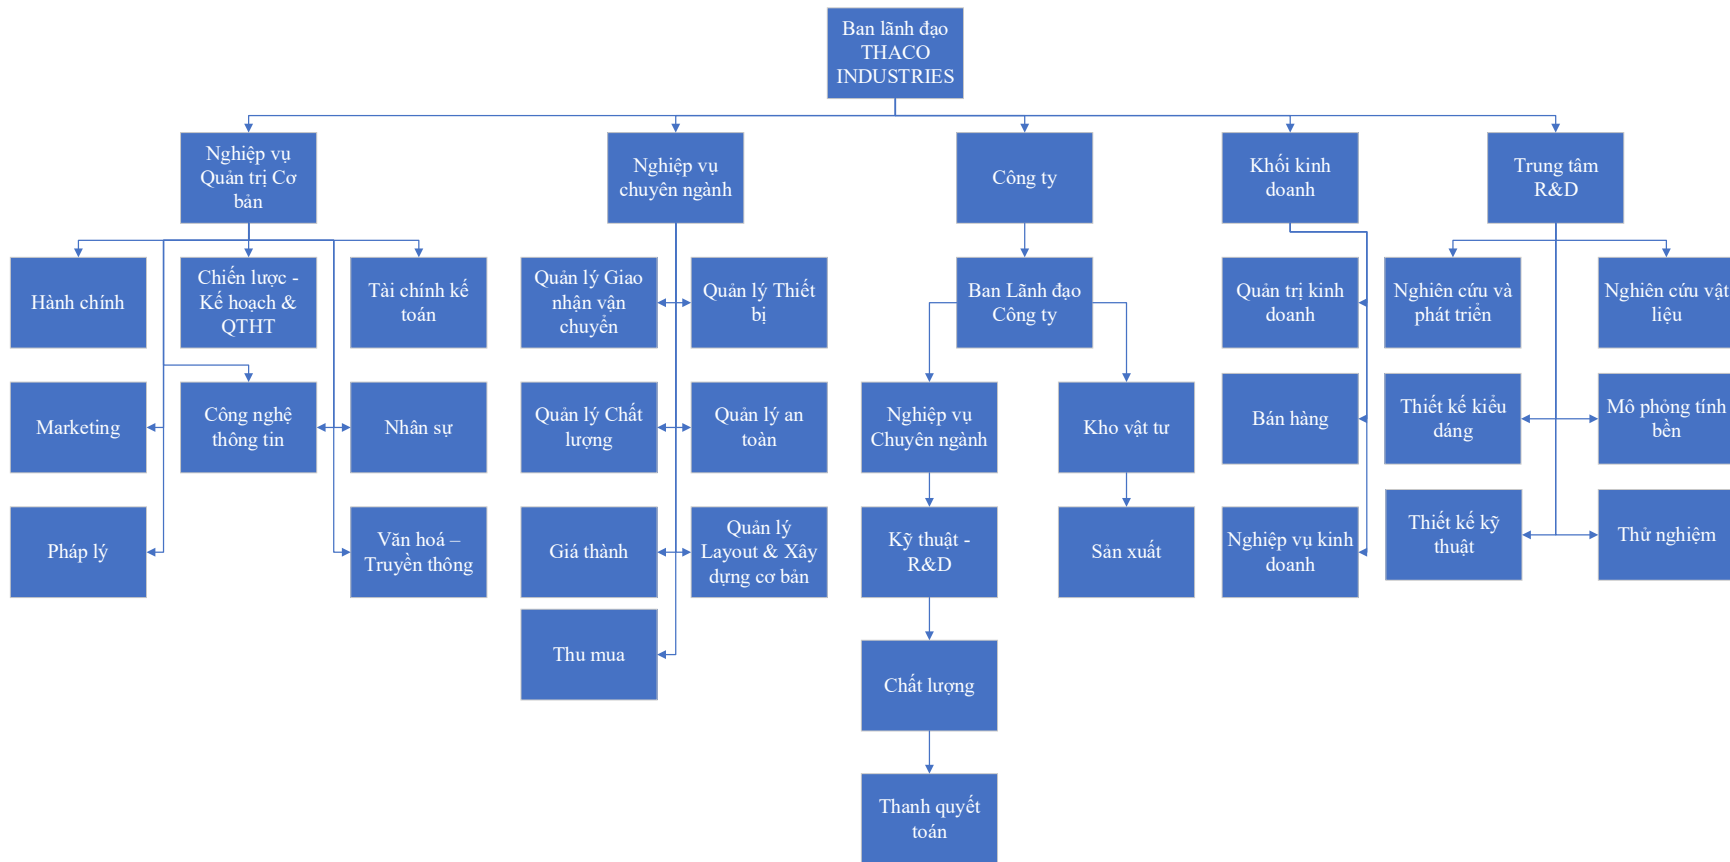 Ban lãnh đạo
THACO
INDUSTRIES
Nghiệp vụ
Quản trị Cơ
bản
Nghiệp vụ
chuyên ngành
Công ty
Khối kinh
doanh
Trung tâm
R&D
Hành chính
Chiến lược -
Kế hoạch &
QTHT
Tài chính kế
toán
Quản lý Giao
nhận vận
chuyển
Quản lý Thiết
bị
Ban Lãnh đạo
Công ty
Quản trị kinh
doanh
Nghiên cứu và
phát triển
Nghiên cứu vật
liệu
Marketing
Công nghệ
thông tin
Nhân sự
Quản lý Chất
lượng
Quản lý an
toàn
Nghiệp vụ
Chuyên ngành
Kho vật tư
Bán hàng
Thiết kế kiểu
dáng
Mô phỏng tính
bền
Pháp lý
Văn hoá –
Truyền thông
Giá thành
Quản lý
Layout & Xây
dựng cơ bản
Kỹ thuật -
R&D
Sản xuất
Nghiệp vụ kinh
doanh
Thiết kế kỹ
thuật
Thử nghiệm
Thu mua
Chất lượng
Thanh quyết
toán